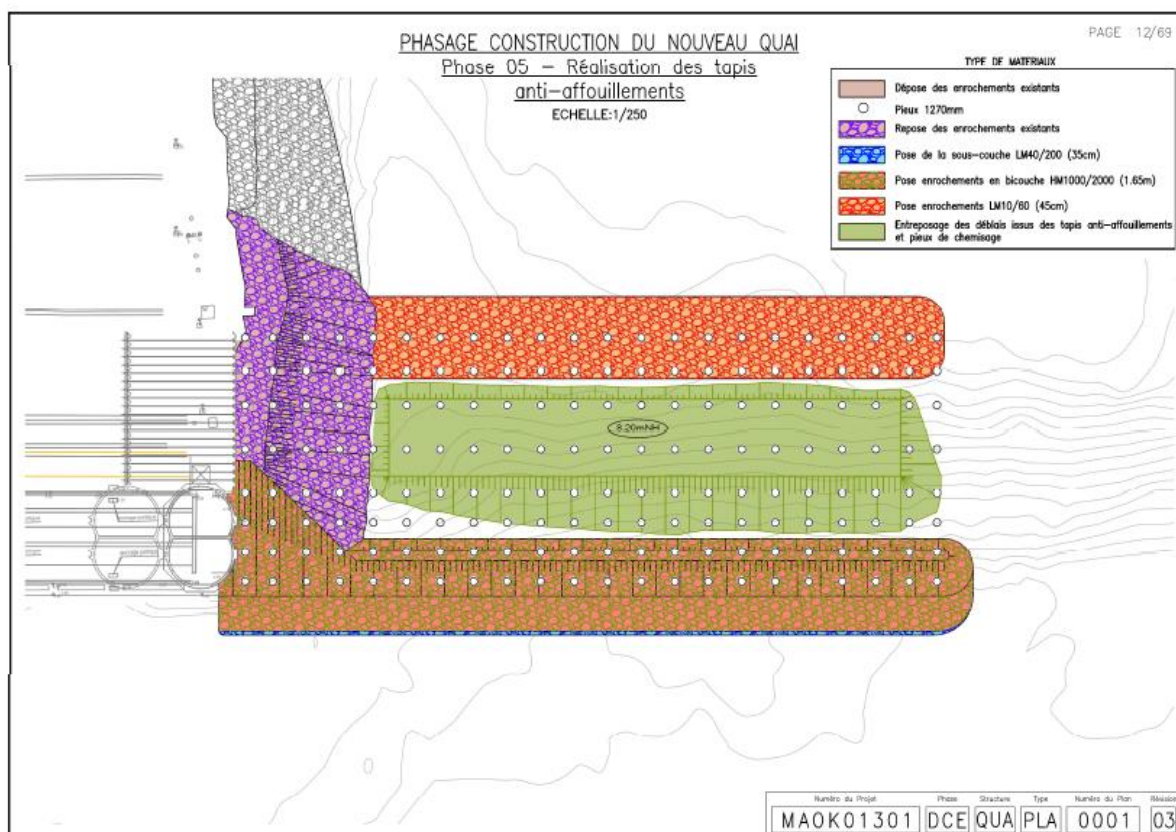 PAGE 12/69
PHASAGE CONSTRUCTION DU NOUVEAU QUAI
Phase 05 – Réalisation des tapis
anti-affouillements
ECHELLE:1/250
TYPE DE MATERIAUX
Dépose des enrochements existants
Pieux 1270mm
Repose des enrochements existants
Pose de la sous-couche LM40/200 (35cm)
Pose enrochements en bicouche HM1000/2000 (1.65m)
Pose enrochements LM10/60 (45cm)
Entreposage des déblais issus des tapis anti-affouillements
et pieux de chemisage
8.20mNH
Numéro du Projet Phase Structure Type Numéro du Plan Révision
MAOK01301 DCE QUA PLA 0001 03